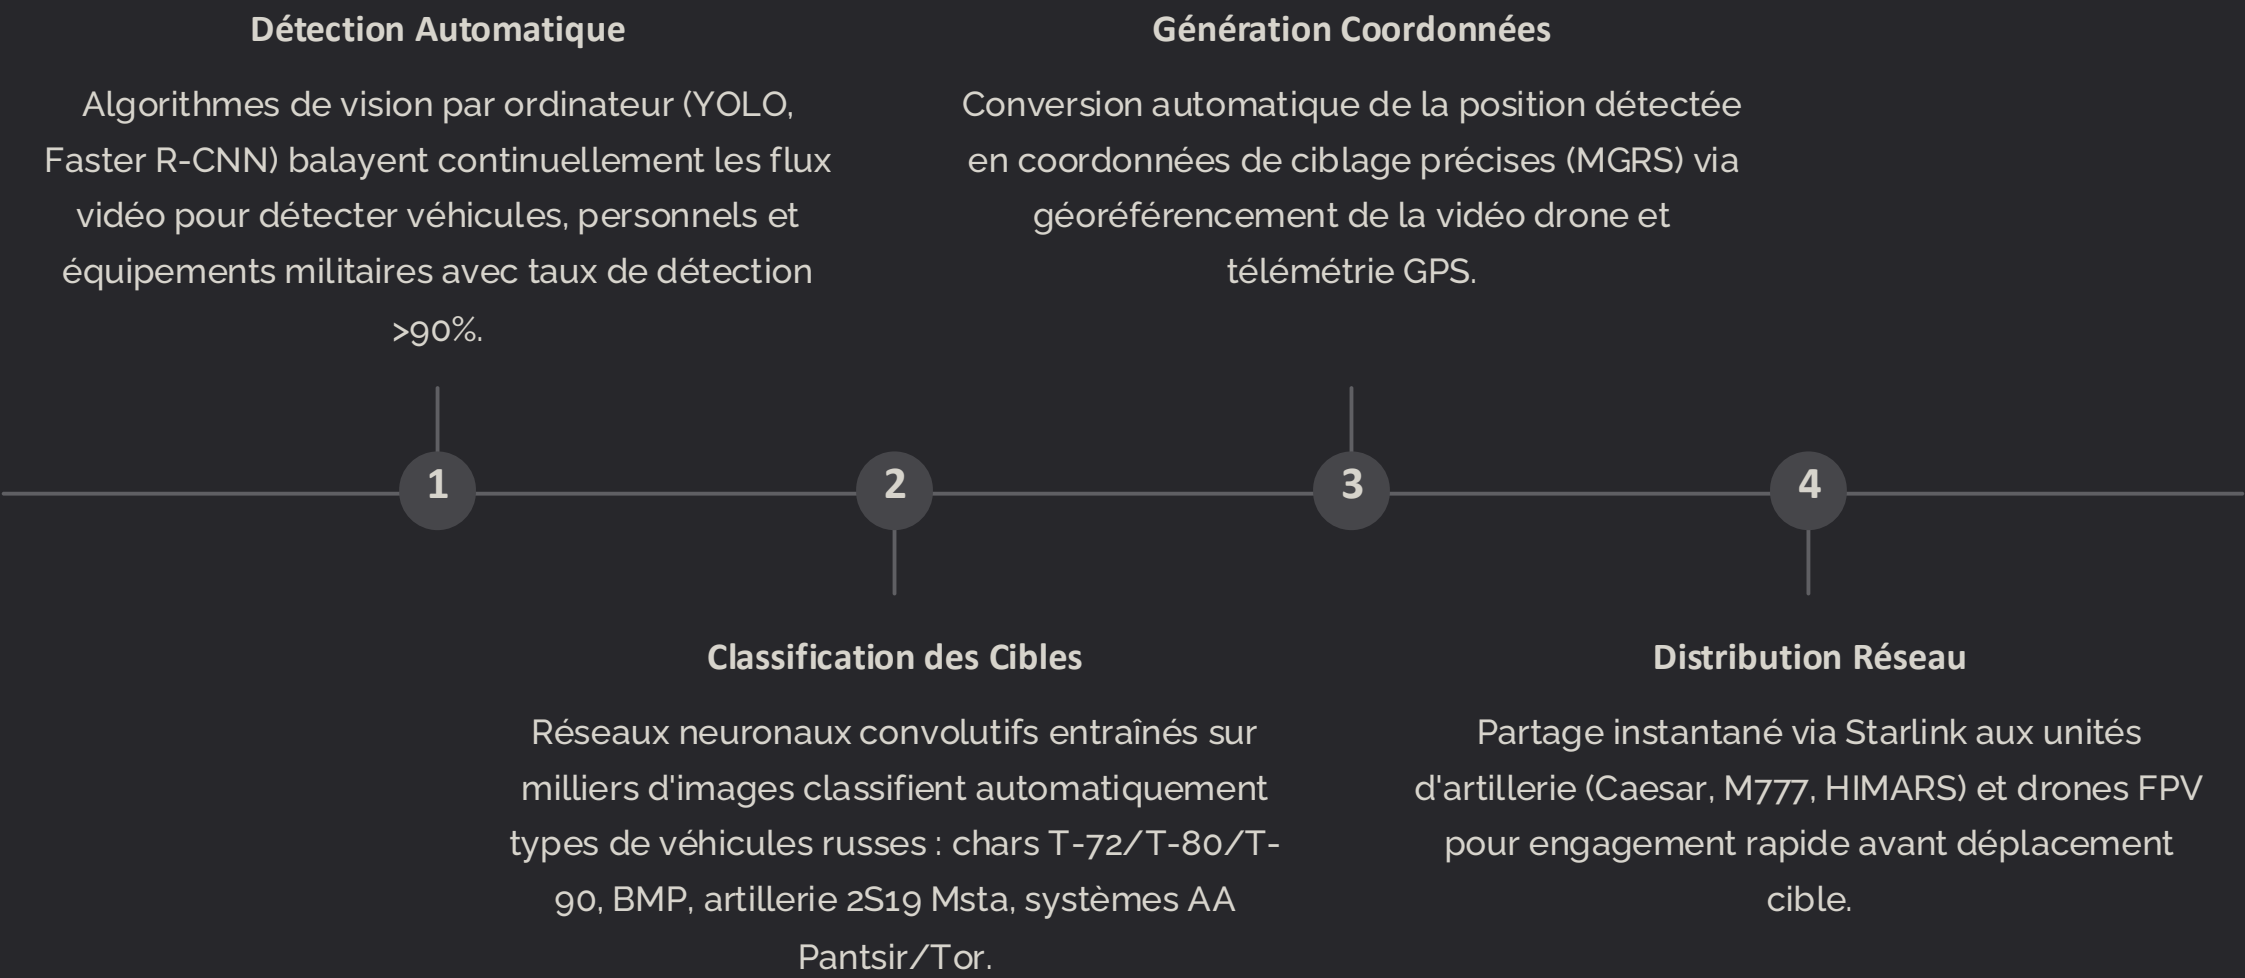 Détection Automatique
Algorithmes de vision par ordinateur (YOLO,
Faster R-CNN) balayent continuellement les flux
vidéo pour détecter véhicules, personnels et
équipements militaires avec taux de détection
>90%.
1
Classification des Cibles
Réseaux neuronaux convolutifs entraînés sur
milliers d'images classifient automatiquement
types de véhicules russes : chars T-72/T-80/T-
90, BMP, artillerie 2S19 Msta, systèmes AA
Pantsir/Tor.
2
Génération Coordonnées
Conversion automatique de la position détectée
en coordonnées de ciblage précises (MGRS) via
géoréférencement de la vidéo drone et
télémétrie GPS.
3
Distribution Réseau
Partage instantané via Starlink aux unités
d'artillerie (Caesar, M777, HIMARS) et drones FPV
pour engagement rapide avant déplacement
cible.
4